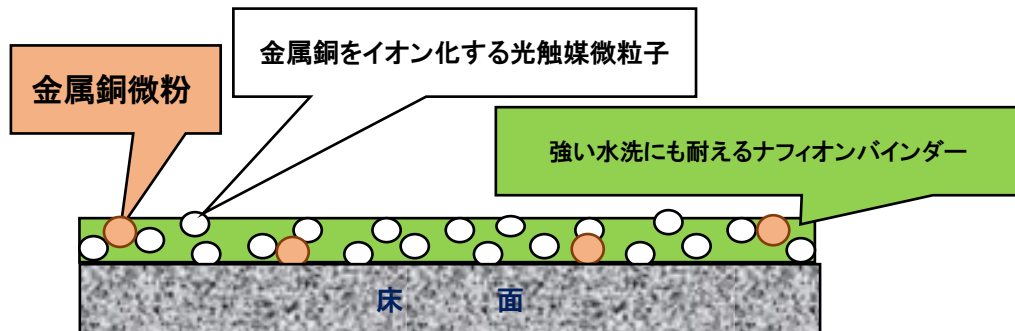 金属銅をイオン化する光触媒微粒子
金属銅微粉
強い水洗にも耐えるナフィオンバインダー
床　面